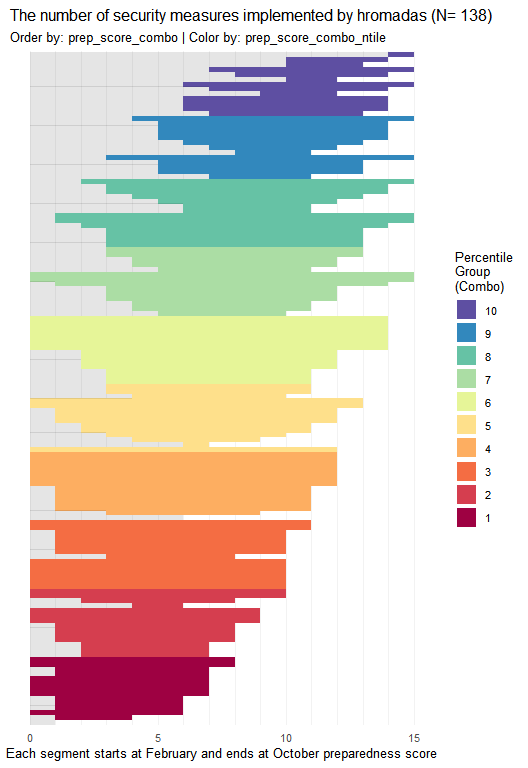 The number of security measures implemented by hromadas (N= 138)
Order by: prep_score_combo | Color by: prep_score_combo_ntile
Percentile
Group
(Combo)
10
9
8
7
6
5
4
3
2
1
0 5 10 15
Each segment starts at February and ends at October preparedness score